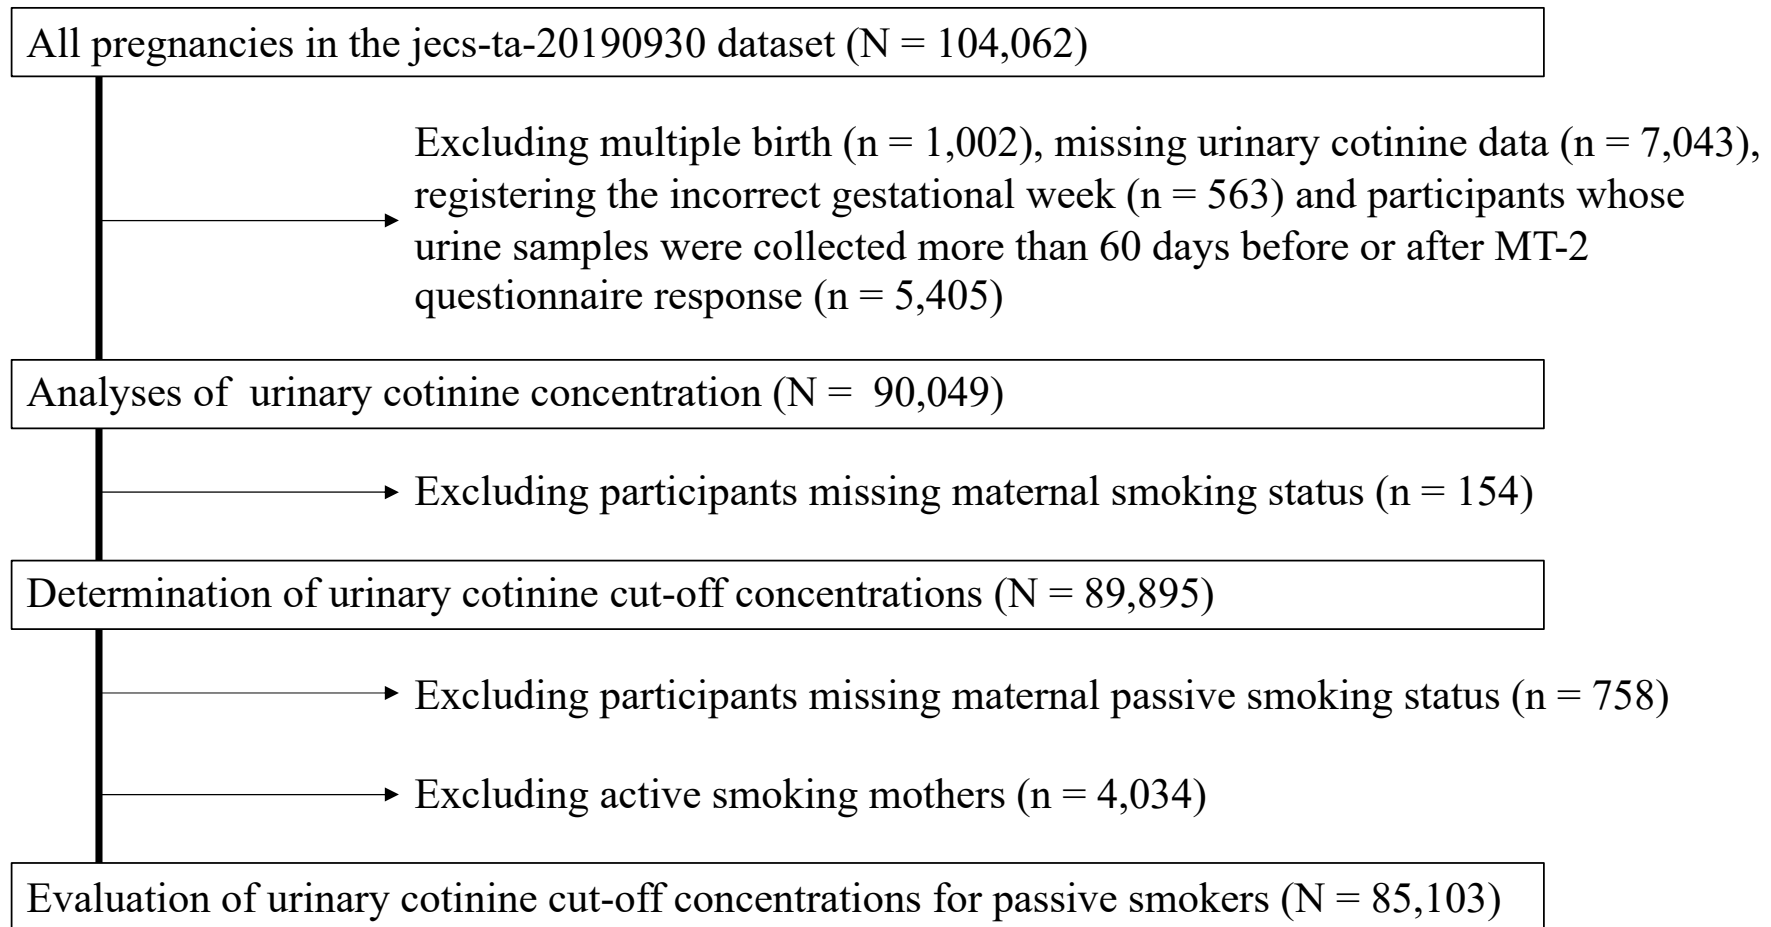 All pregnancies in the jecs-ta-20190930 dataset (N = 104,062)
Excluding multiple birth (n = 1,002), missing urinary cotinine data (n = 7,043),
registering the incorrect gestational week (n = 563) and participants whose
urine samples were collected more than 60 days before or after MT-2
questionnaire response (n = 5,405)
Analyses of  urinary cotinine concentration (N =  90,049)
Excluding participants missing maternal smoking status (n = 154)
Determination of urinary cotinine cut-off concentrations (N = 89,895)
Excluding participants missing maternal passive smoking status (n = 758)
Excluding active smoking mothers (n = 4,034)
Evaluation of urinary cotinine cut-off concentrations for passive smokers (N = 85,103)